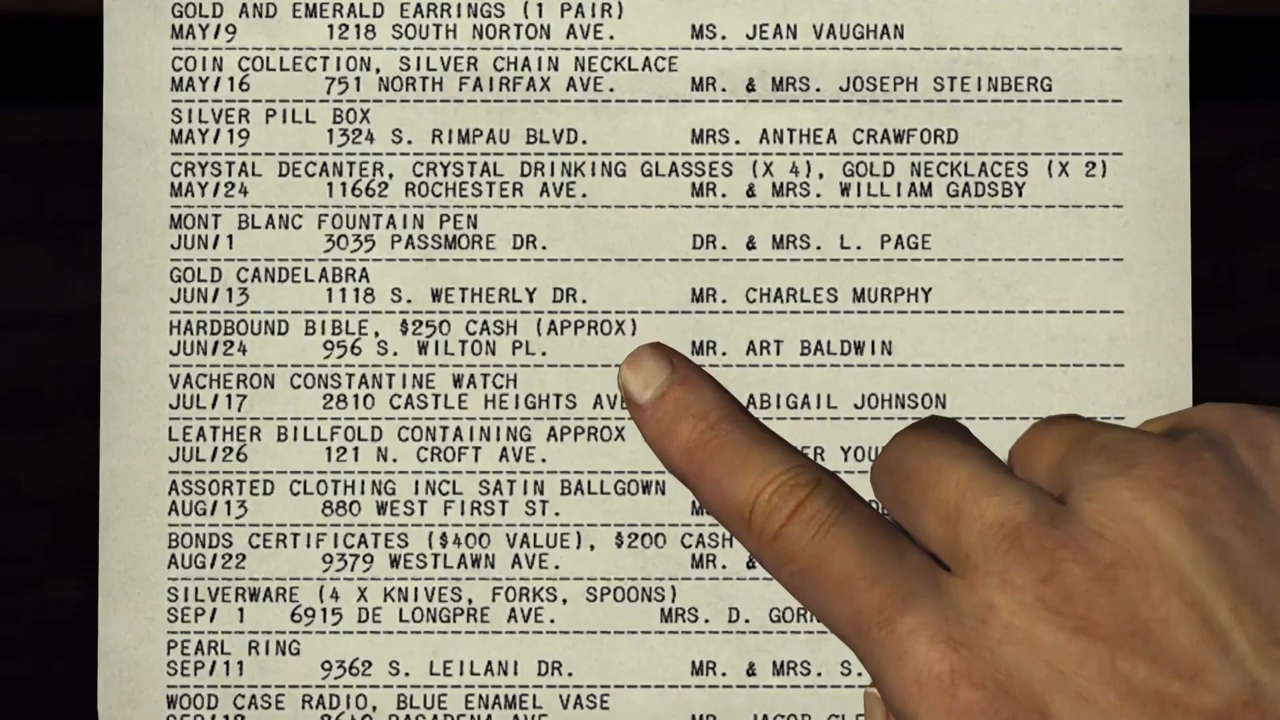 GOLD AND EMERALD EARRINGS (1 PAIR)
MAY/9 1218 SOUTH NORTON AVE. MS. JEAN VAUGHAN
COIN COLLECTION, SILVER CHAIN NECKLACE
MAY/16 751 NORTH FAIRFAX AVE. MR. & MRS. JOSEPH STEINBERG
SILVER PILL BOX
MAY/19 1324 S. RIMPAU BLVD. MRS. ANTHEA CRAWFORD
CRYSTAL DECANTER, CRYSTAL DRINKING GLASSES (X 4), GOLD NECKLACES (X 2)
MAY/24 11662 ROCHESTER AVE. MR. & MRS. WILLIAM GADSBY
MONT BLANC FOUNTAIN PEN
JUN/1 3035 PASSMORE DR. DR. & MRS. L. PAGE
GOLD CANDELABRA
JUN/13 1118 S. WETHERLY DR. MR. CHARLES MURPHY
HARDBOUND BIBLE, $250 CASH (APPROX)
JUN/24 956 S. WILTON PL. MR. ART BALDWIN
VACHERON CONSTANTINE WATCH
JUL/17 2810 CASTLE HEIGHTS ABIGAIL JOHNSON
LEATHER BILLFOLD CONTAINING APPROX
JUL/26 121 N. CROFT AVE.
ASSORTED CLOTHING INCL SATIN BALLGOWN
AUG/13 880 WEST FIRST ST.
BONDS CERTIFICATES ($400 VALUE), $200 CASH
AUG/22 9379 WESTLAWN AVE. MR. &
SILVERWARE (4 X KNIVES, FORKS, SPOONS)
SEP/ 1 6915 DE LONGPRE AVE. MRS. D.
PEARL RING
SEP/11 9362 S. LEILANI DR. MR. & MRS. S.
WOOD CASE RADIO, BLUE ENAMEL VASE